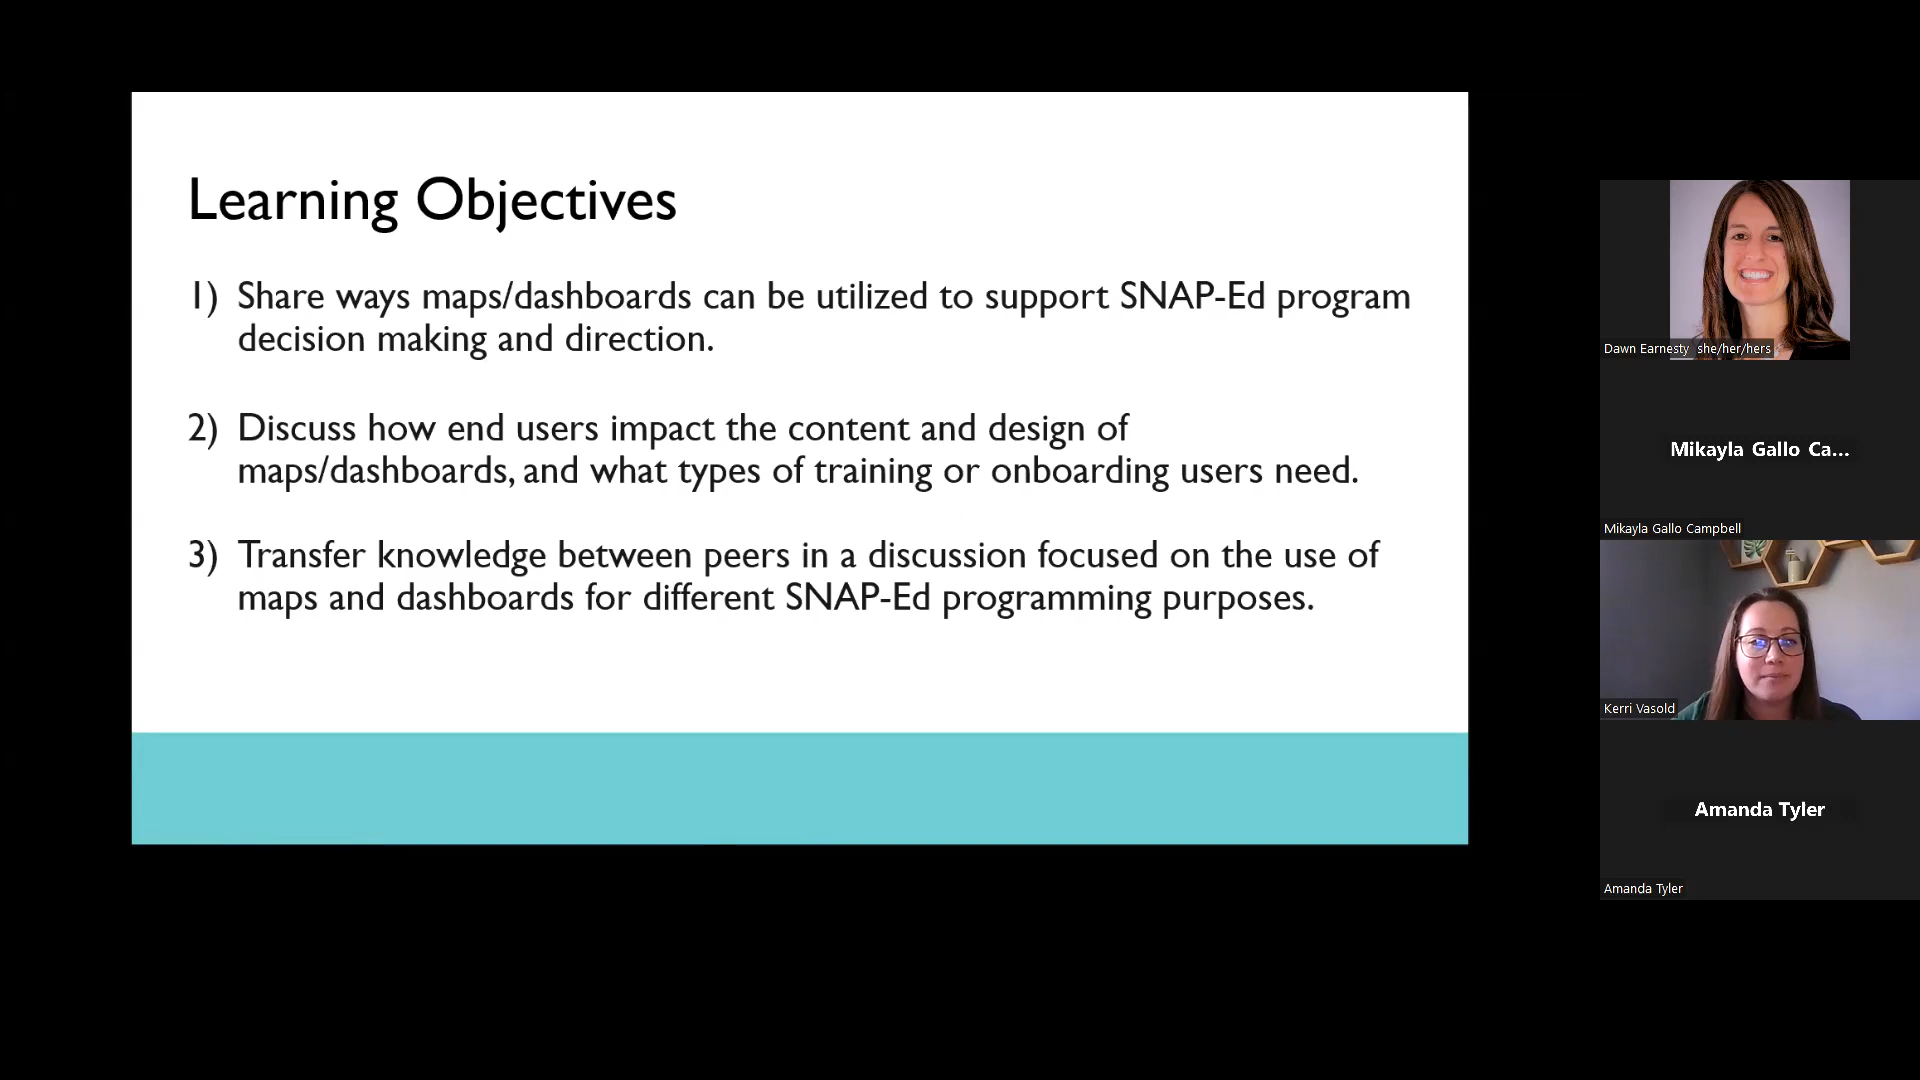 Learning Objectives
1) Share ways maps/dashboards can be utilized to support SNAP-Ed program
decision making and direction.
2) Discuss how end users impact the content and design of
maps/dashboards, and what types of training or onboarding users need.
3) Transfer knowledge between peers in a discussion focused on the use of
maps and dashboards for different SNAP-Ed programming purposes.
Dawn Earnesty she/her/hers
Mikayla Gallo Ca...
Mikayla Gallo Campbell
Kerri Vasold
Amanda Tyler
Amanda Tyler